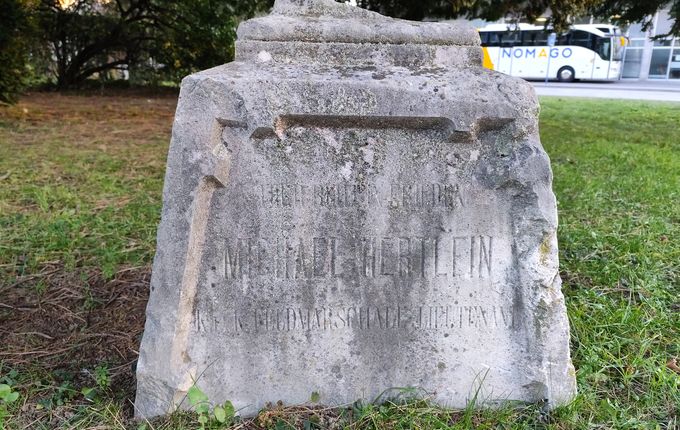 NOMAGO
MICHAEL HERTLEIN
K. K. FELDMARSCHALL-LIEUTENANT